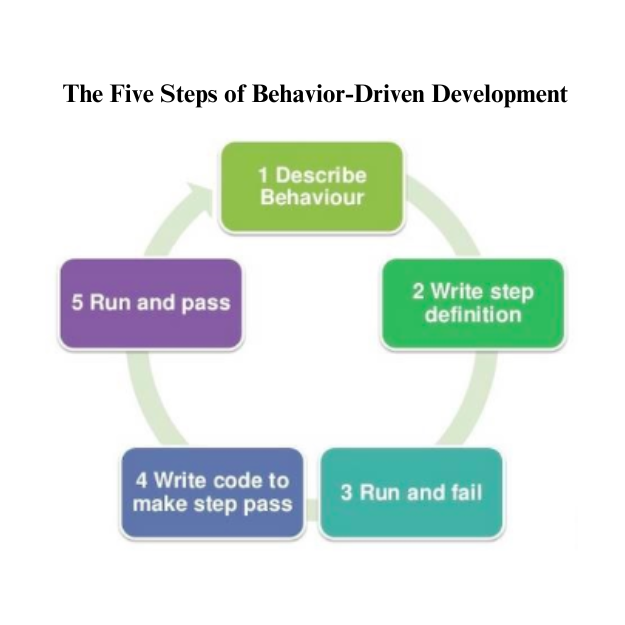 The Five Steps of Behavior-Driven Development
1 Describe
Behaviour
2 Write step
definition
3 Run and fail
4 Write code to
make step pass
5 Run and pass